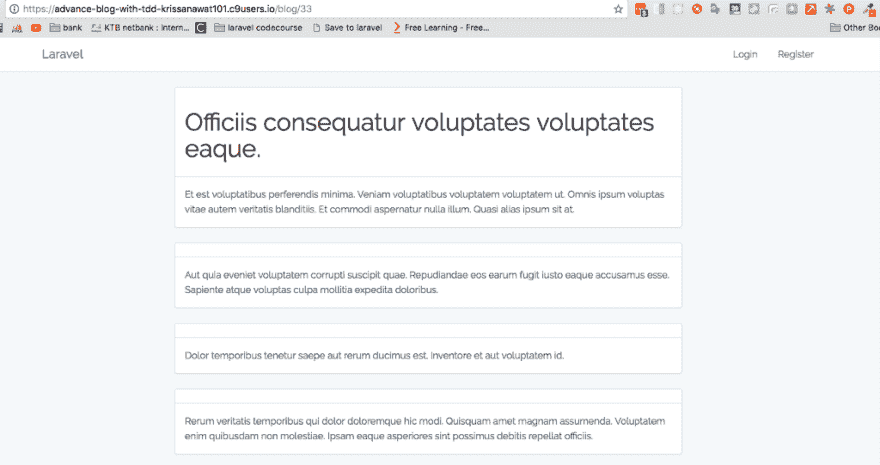 https://advance-blog-with-tdd-krissanawat101.c9users.io/blog/33
bank KTB netbank : Intern... laravel codecourse Save to laravel Free Learning - Free... Other Bo
Laravel Login Register
Officiis consequatur voluptates voluptates
eaque.
Et est voluptatibus perferendis minima. Veniam voluptatibus voluptatem voluptatem ut. Omnis ipsum voluptas
vitae autem veritatis blanditiis. Et commodi aspernatur nulla illum. Quasi alias ipsum sit at.
Aut quia eveniet voluptatem corrupti suscipit quae. Repudiandae eos earum fugit iusto eaque accusamus esse.
Sapiente atque voluptas culpa mollitia expedita doloribus.
Dolor temporibus tenetur saepe aut rerum ducimus est. Inventore et aut voluptatem id.
Rerum veritatis temporibus qui dolor doloremque hic modi. Quisquam amet magnam assumenda. Voluptatem
enim quibusdam non molestiae. Ipsam eaque asperiores sint possimus debitis repellat officiis.